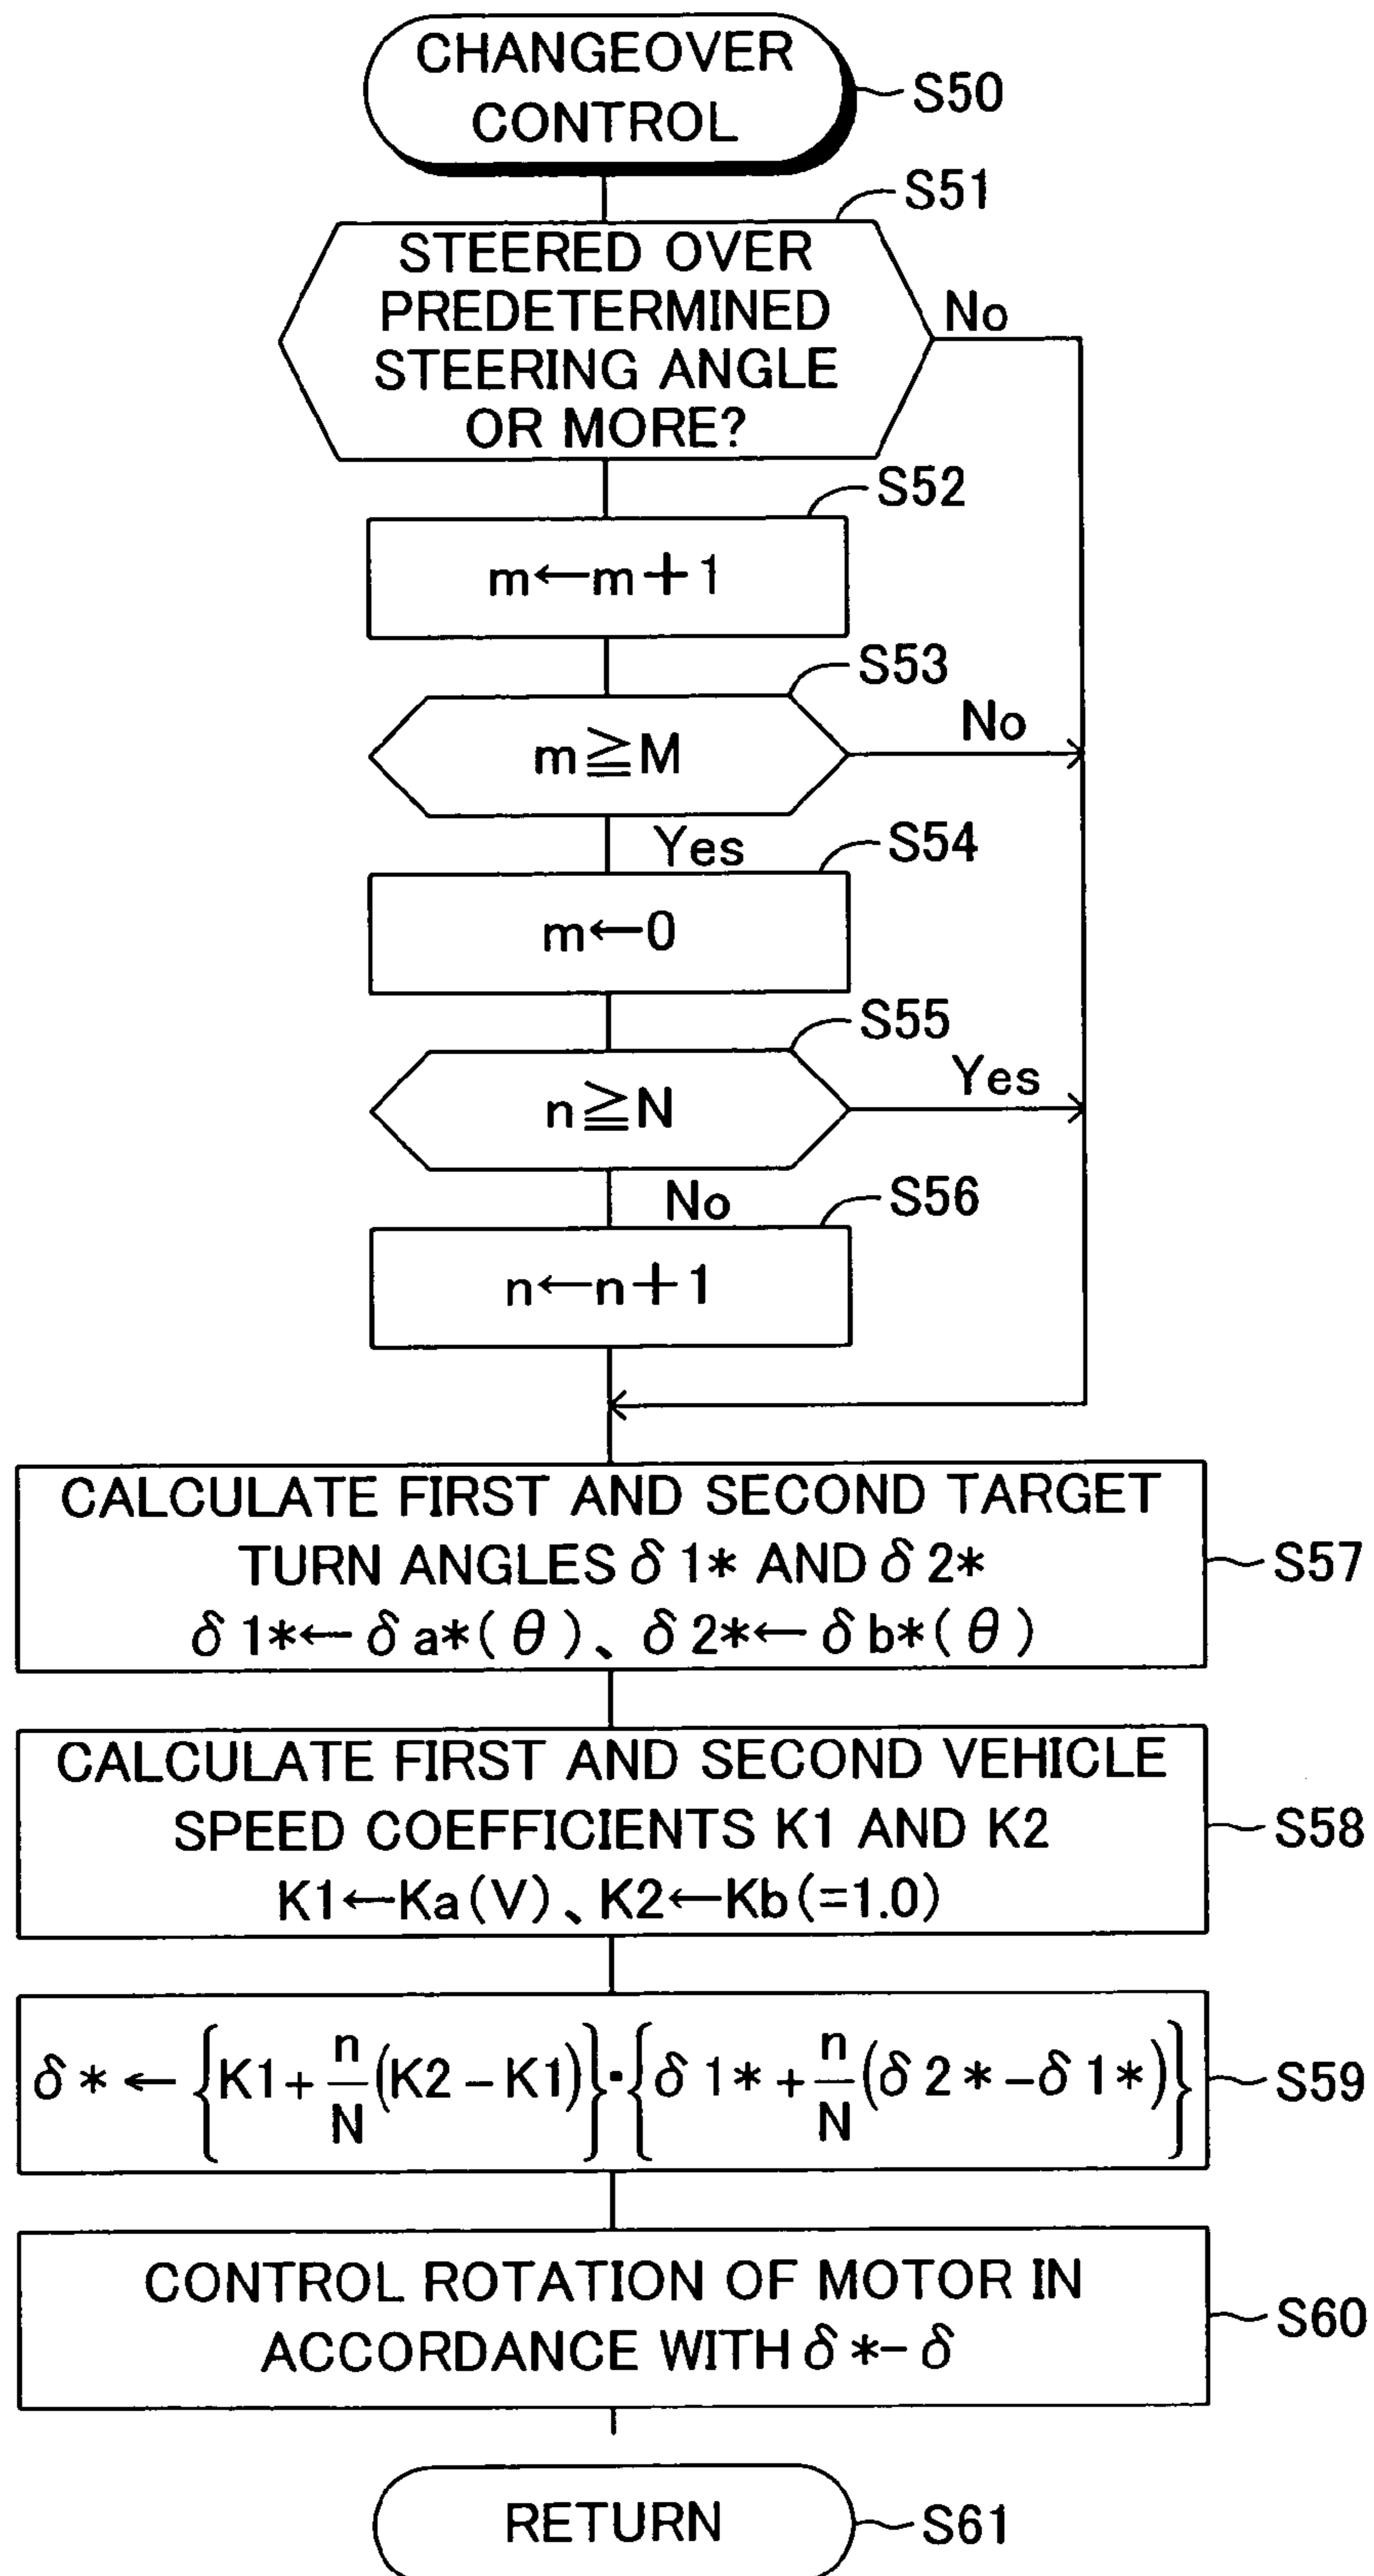 CHANGEOVER
CONTROL
S50
S51
STEERED OVER
PREDETERMINED
STEERING ANGLE
OR MORE?
No
S52
m←m+1
S53
m≧M
No
Yes
S54
m←0
S55
n≧N
Yes
No
S56
n←n+1
CALCULATE FIRST AND SECOND TARGET
TURN ANGLES δ1* AND δ2*
δ1*←δa*(θ)、δ2*←δb*(θ)
S57
CALCULATE FIRST AND SECOND VEHICLE
SPEED COEFFICIENTS K1 AND K2
K1←Ka(V)、K2←Kb(=1.0)
S58
δ*←{K1+n/N(K2-K1)}·{δ1*+n/N(δ2*-δ1*)}
S59
CONTROL ROTATION OF MOTOR IN
ACCORDANCE WITH δ*-δ
S60
RETURN
S61